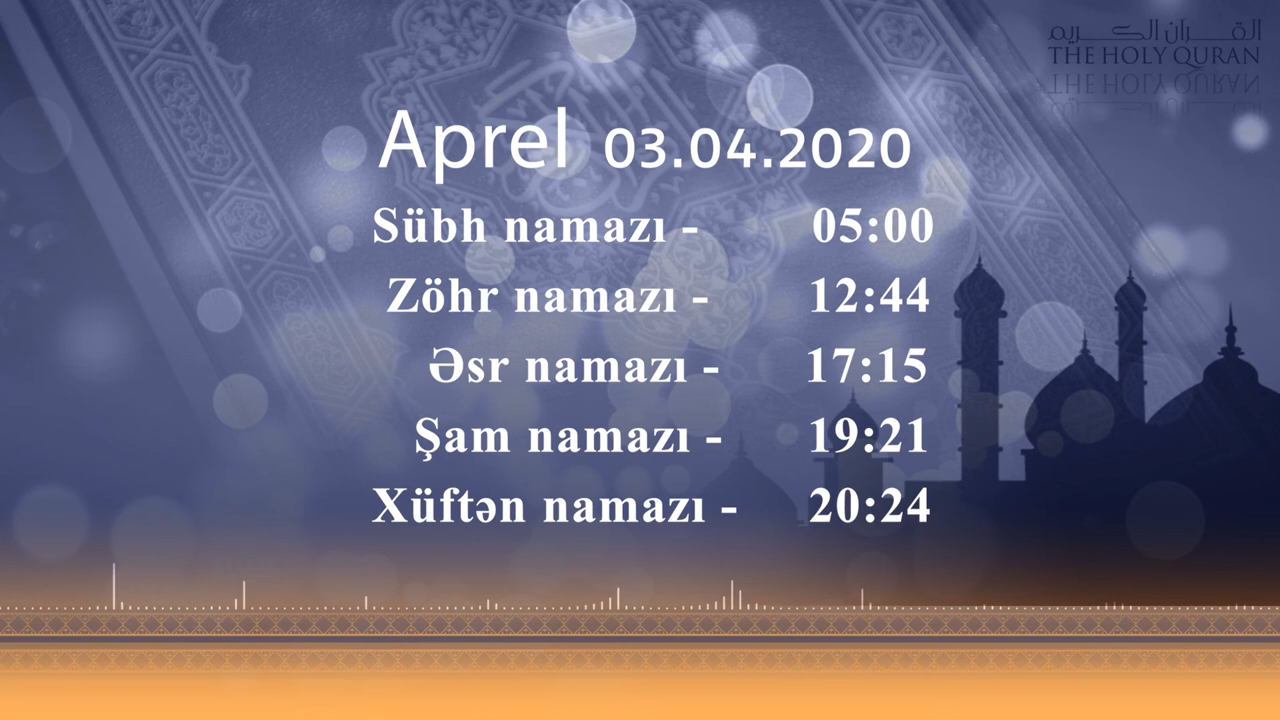 القرآن الكريم
THE HOLY QURAN
Aprel 03.04.2020
Sübh namazı - 05:00
Zöhr namazı - 12:44
Əsr namazı - 17:15
Şam namazı - 19:21
Xüftən namazı - 20:24